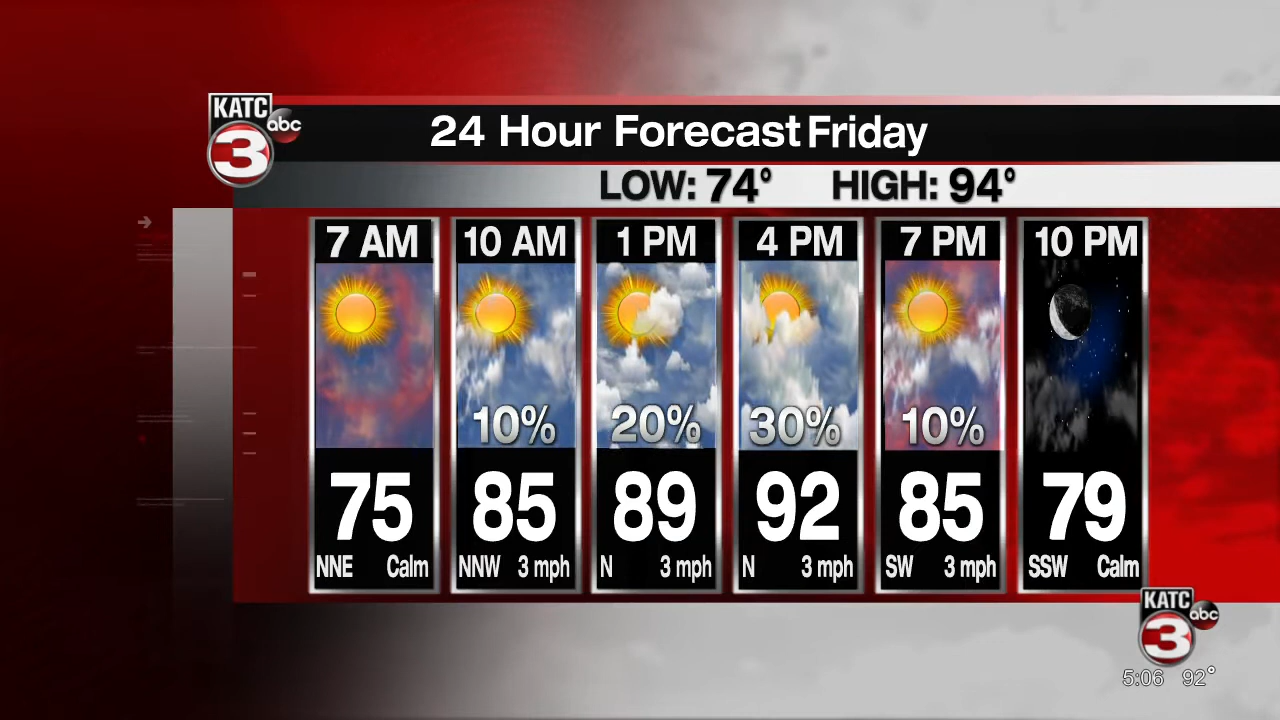 KATC
abc
3
24 Hour Forecast Friday
LOW: 74° HIGH: 94°
7 AM 10 AM 1 PM 4 PM 7 PM 10 PM
10% 20% 30% 10%
75 85 89 92 85 79
NNE Calm NNW 3 mph N 3 mph N 3 mph SW 3 mph SSW Calm
KATC
abc
3
5:06 92°